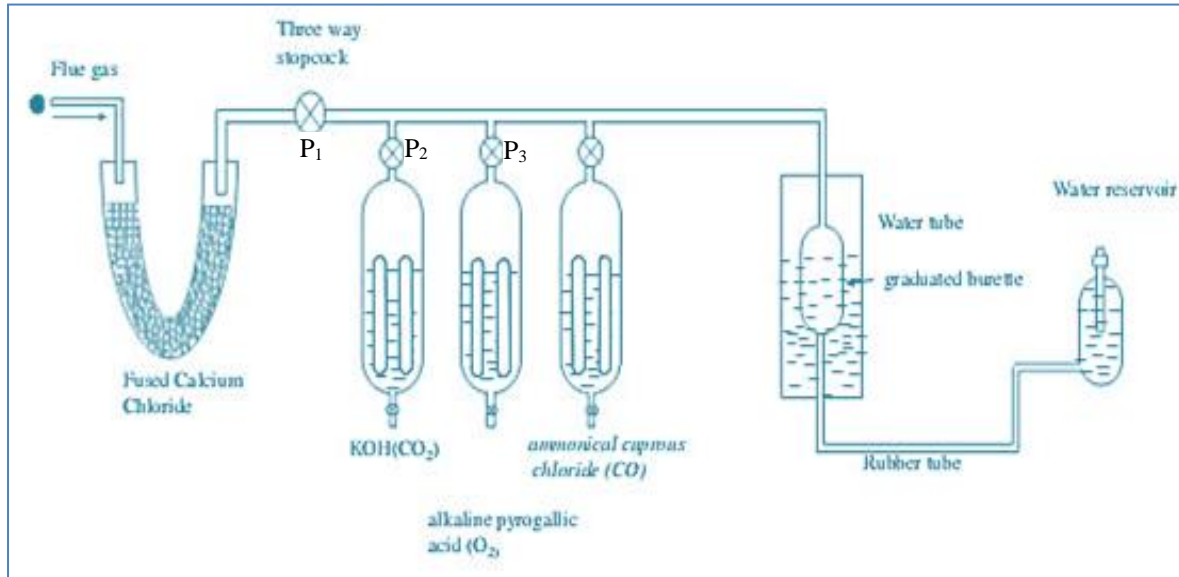 Three way
stopcock
Flue gas
P₁
P₂
P₃
Water reservoir
Water tube
graduated burette
Fused Calcium
Chloride
KOH(CO₂)
ammonical cuprous
chloride (CO)
Rubber tube
alkaline pyrogallic
acid (O₂)